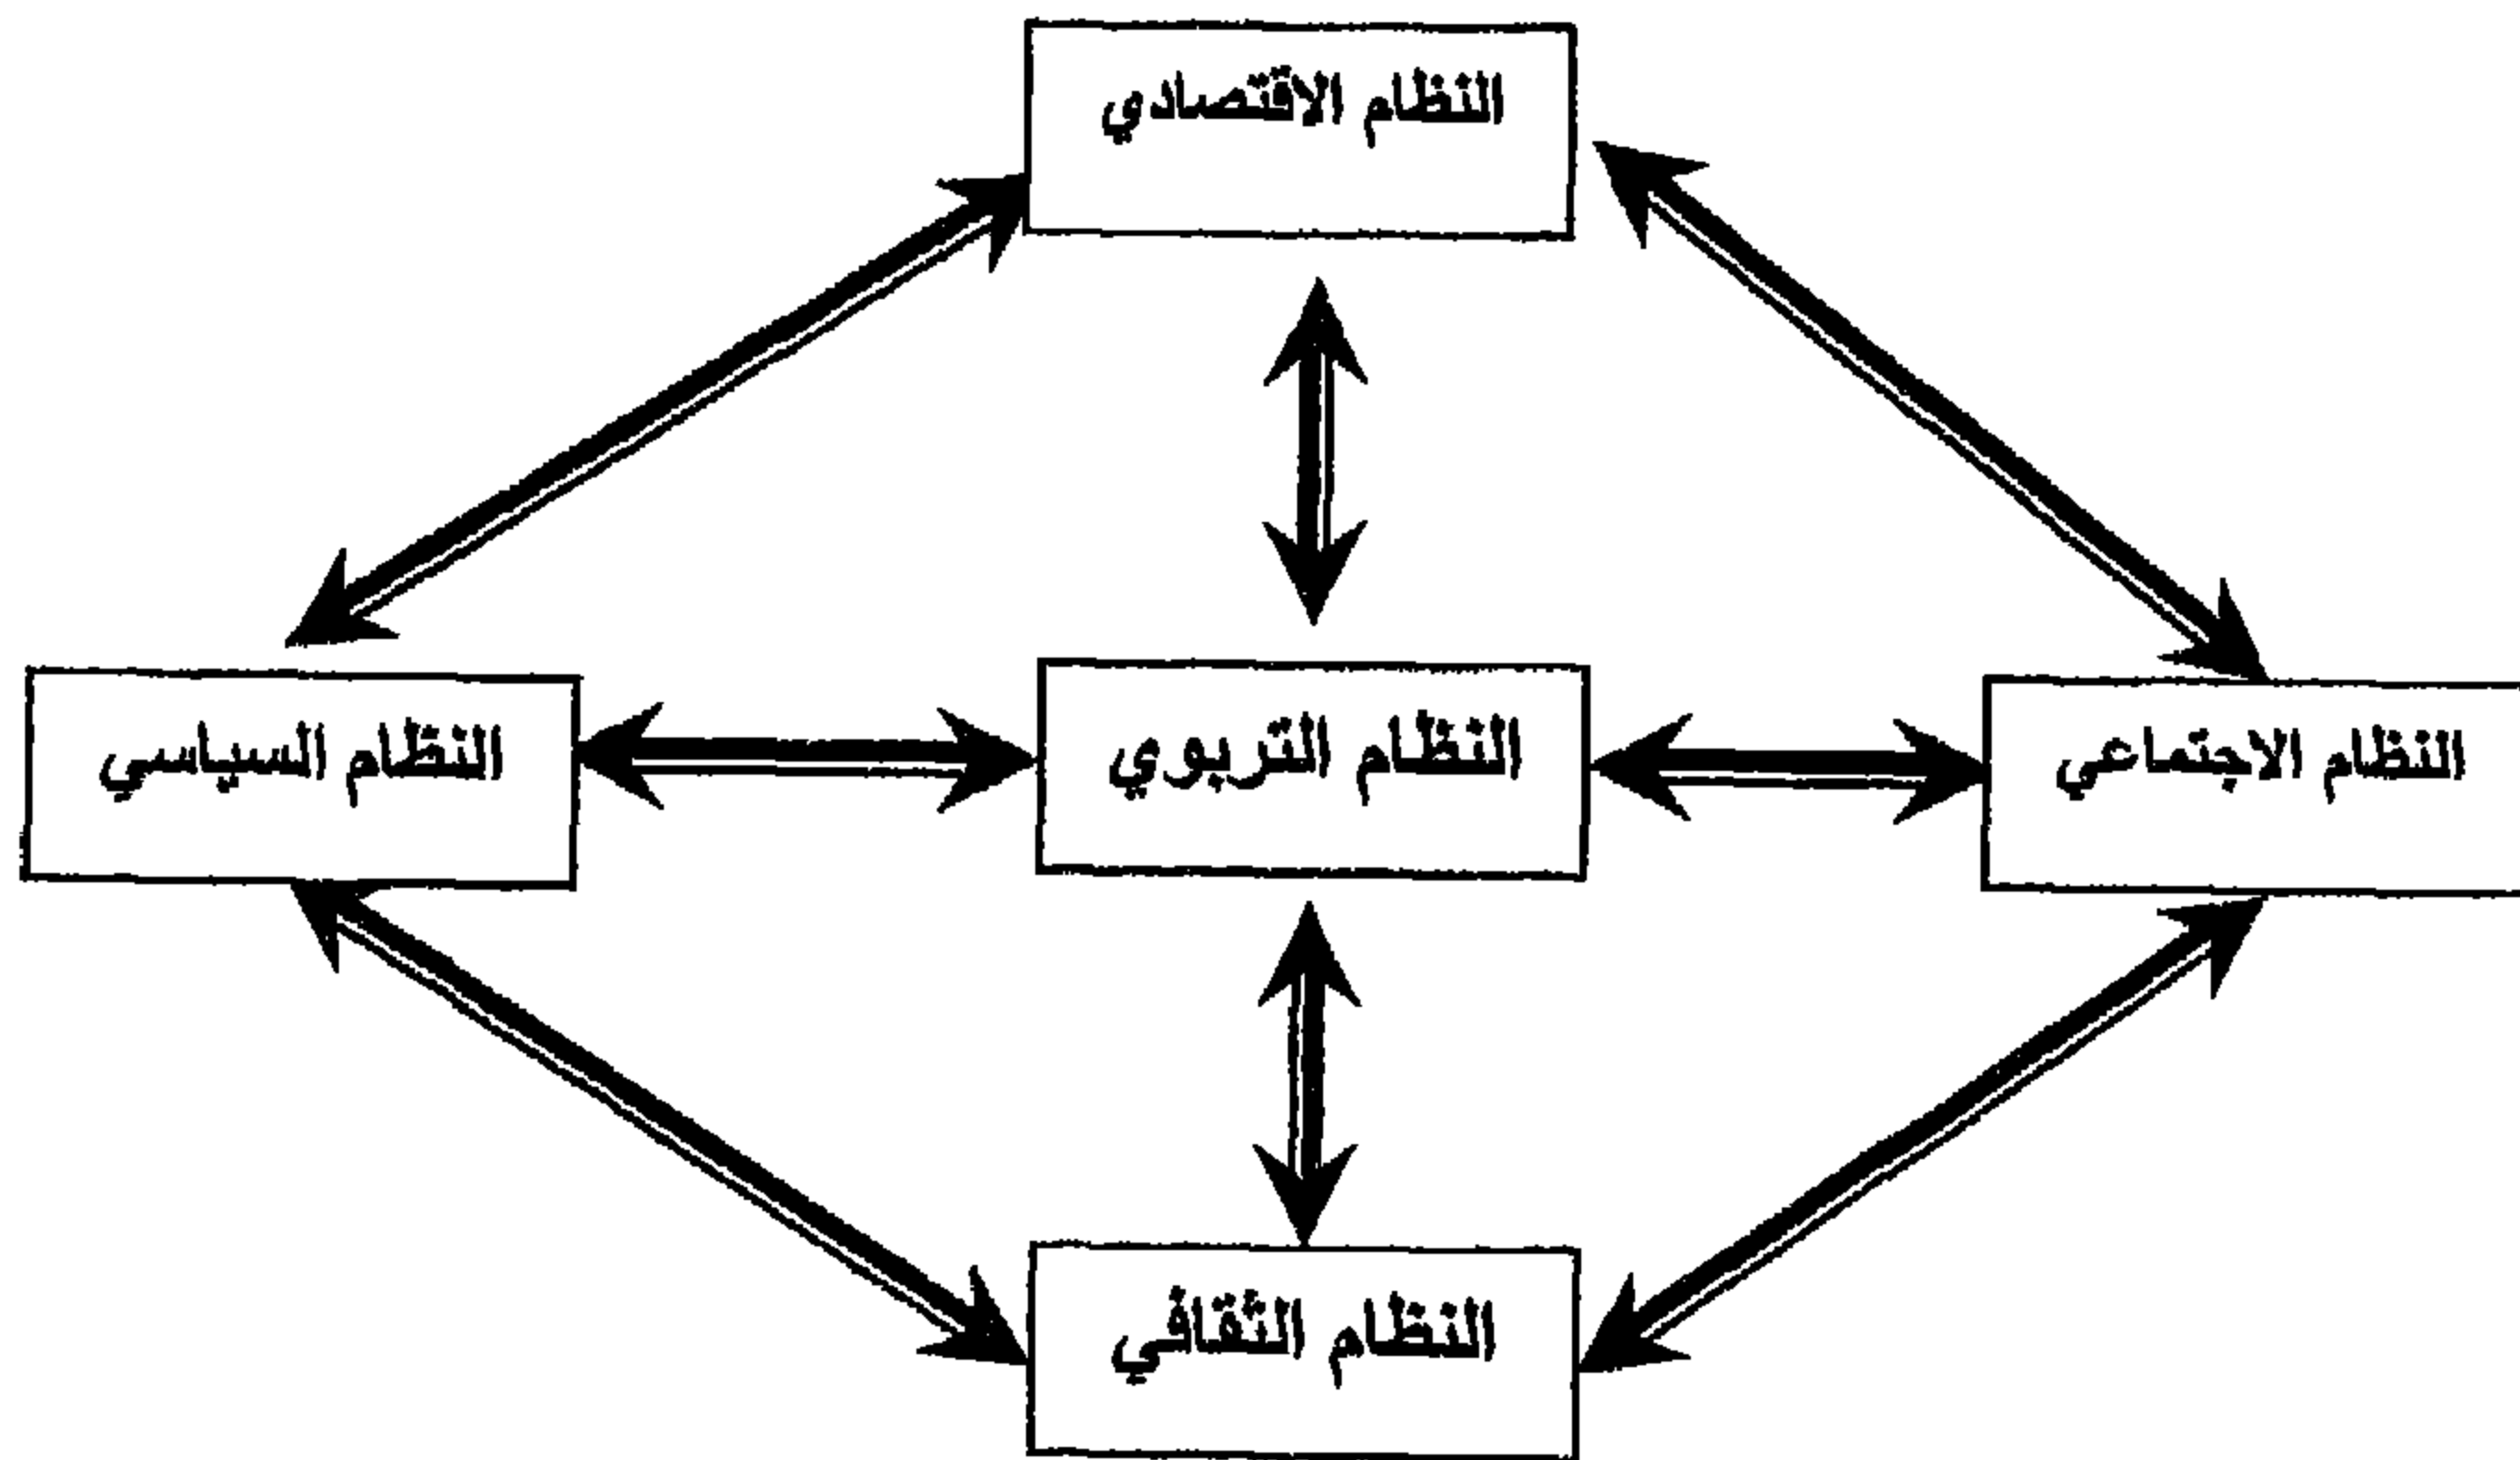 النظام الاقتصادي
النظام الاجتماعي
النظام التربوي
النظام السياسي
النظام الثقافي